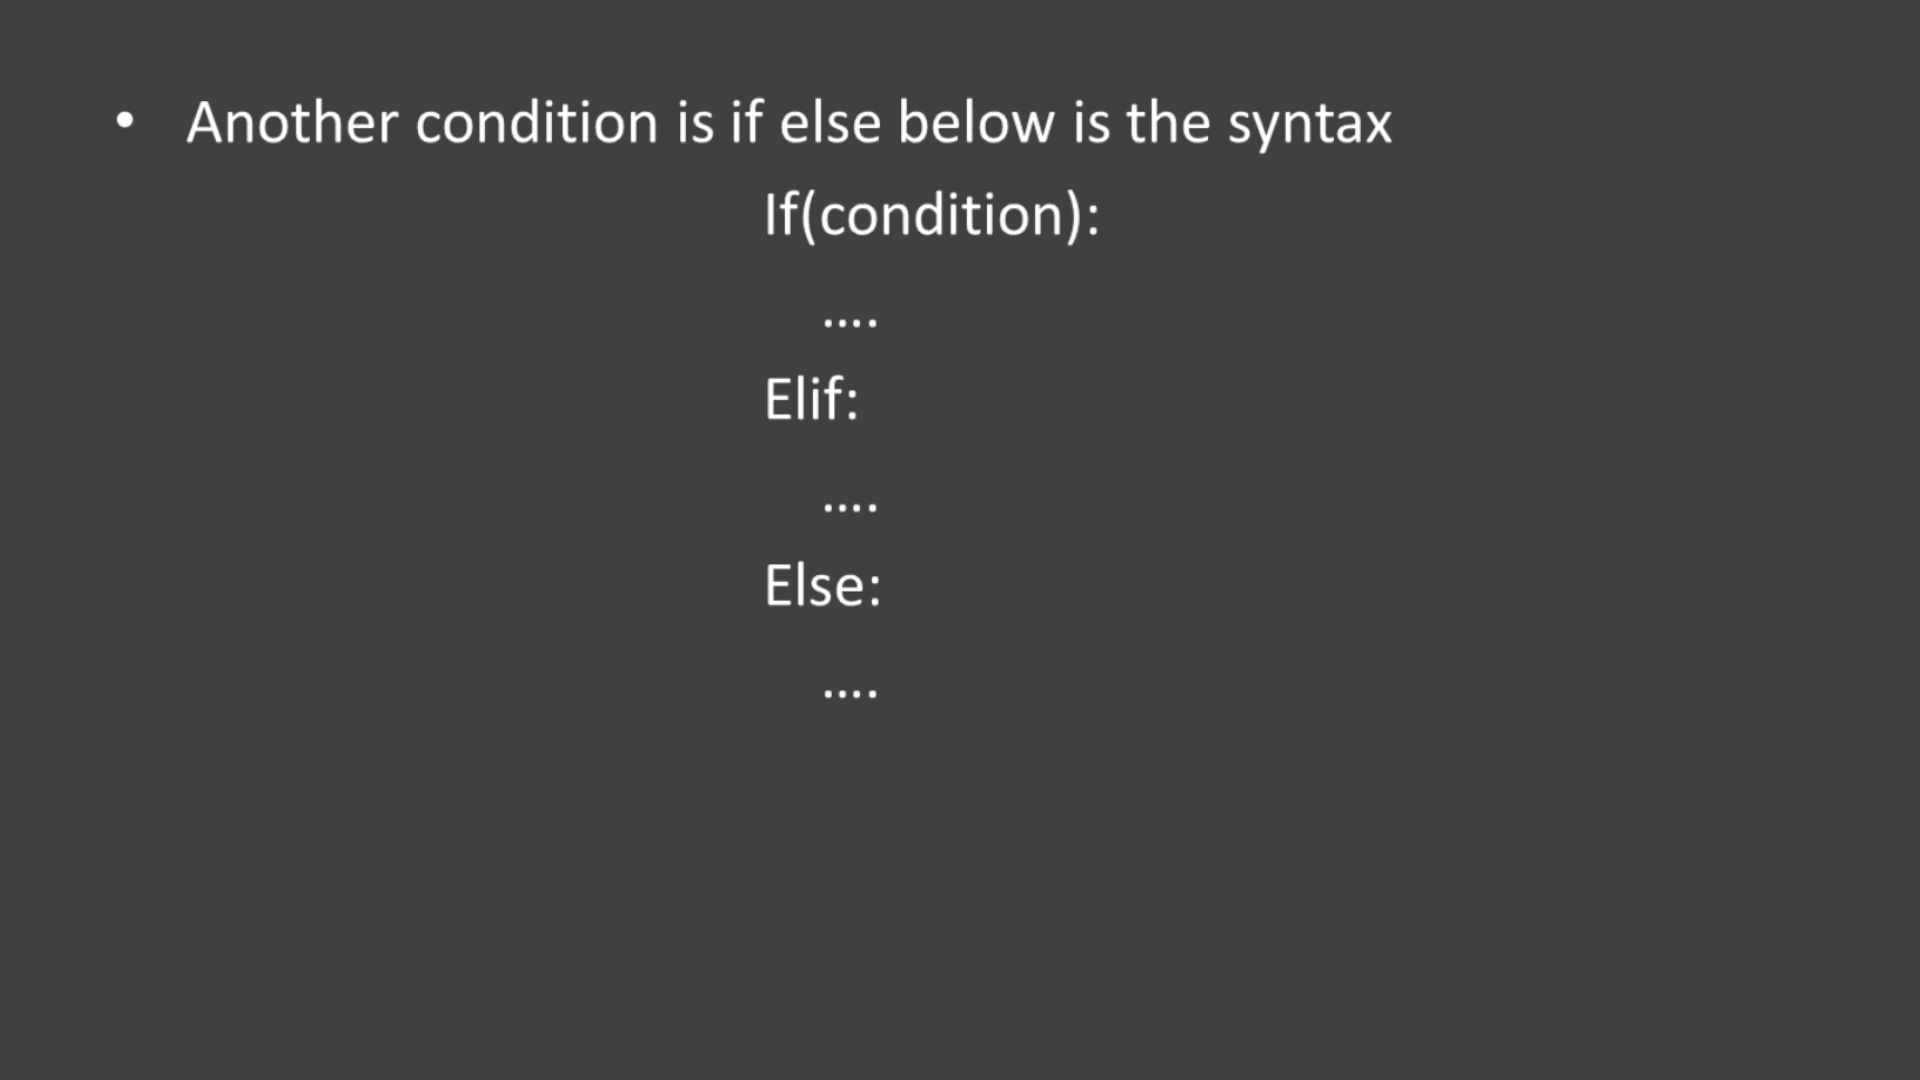 • Another condition is if else below is the syntax
If(condition):
....
Elif:
....
Else:
....